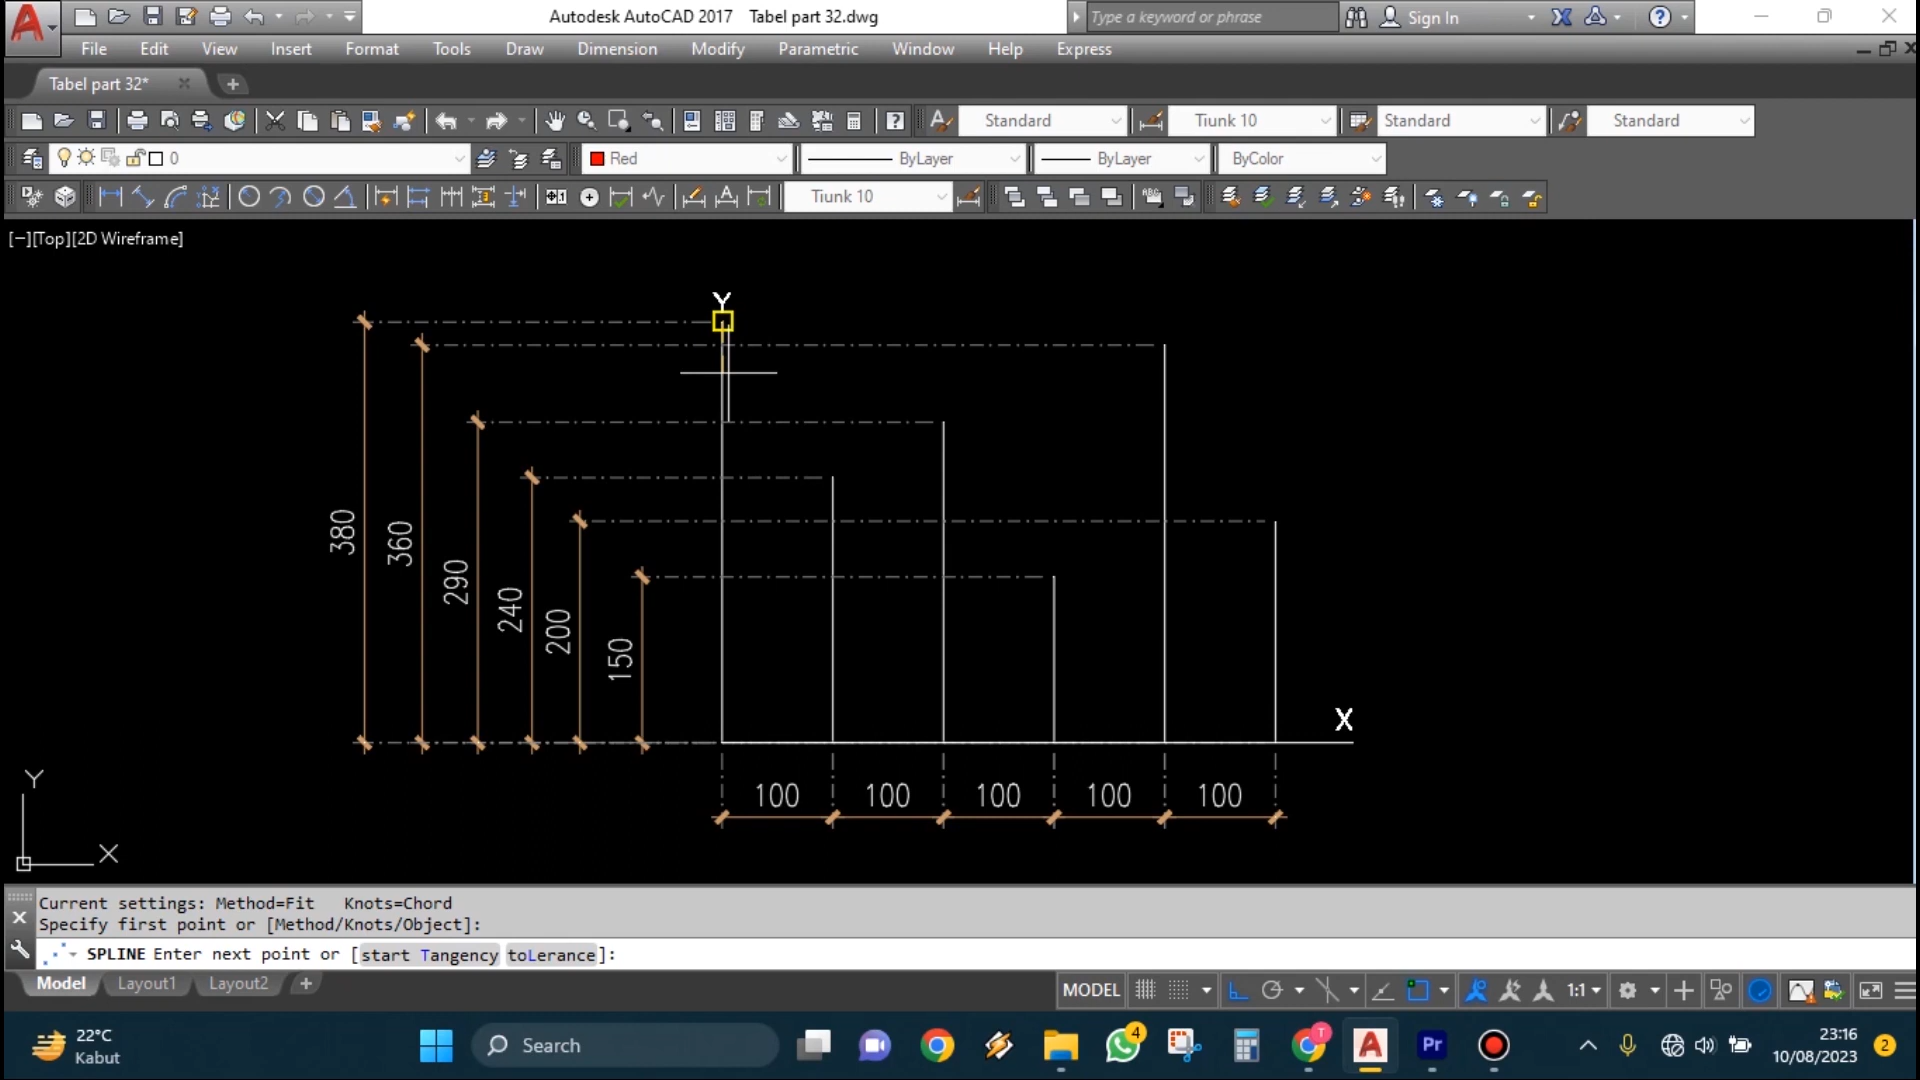 Autodesk AutoCAD 2017 Tabel part 32.dwg
Type a keyword or phrase
Sign In
File Edit View Insert Format Tools Draw Dimension Modify Parametric Window Help Express
Tabel part 32*
Standard Tiunk 10 Standard Standard
0 Red ByLayer ByLayer ByColor
Tiunk 10
[−][Top][2D Wireframe]
Y
380
360
290
240
200
150
X
100 100 100 100 100
Y
X
Current settings: Method=Fit Knots=Chord
Specify first point or [Method/Knots/Object]:
SPLINE Enter next point or [start Tangency toLerance]:
Model Layout1 Layout2 +
MODEL 1:1
22°C
Kabut
Search
4
T
A
Pr
23:16
10/08/2023
2